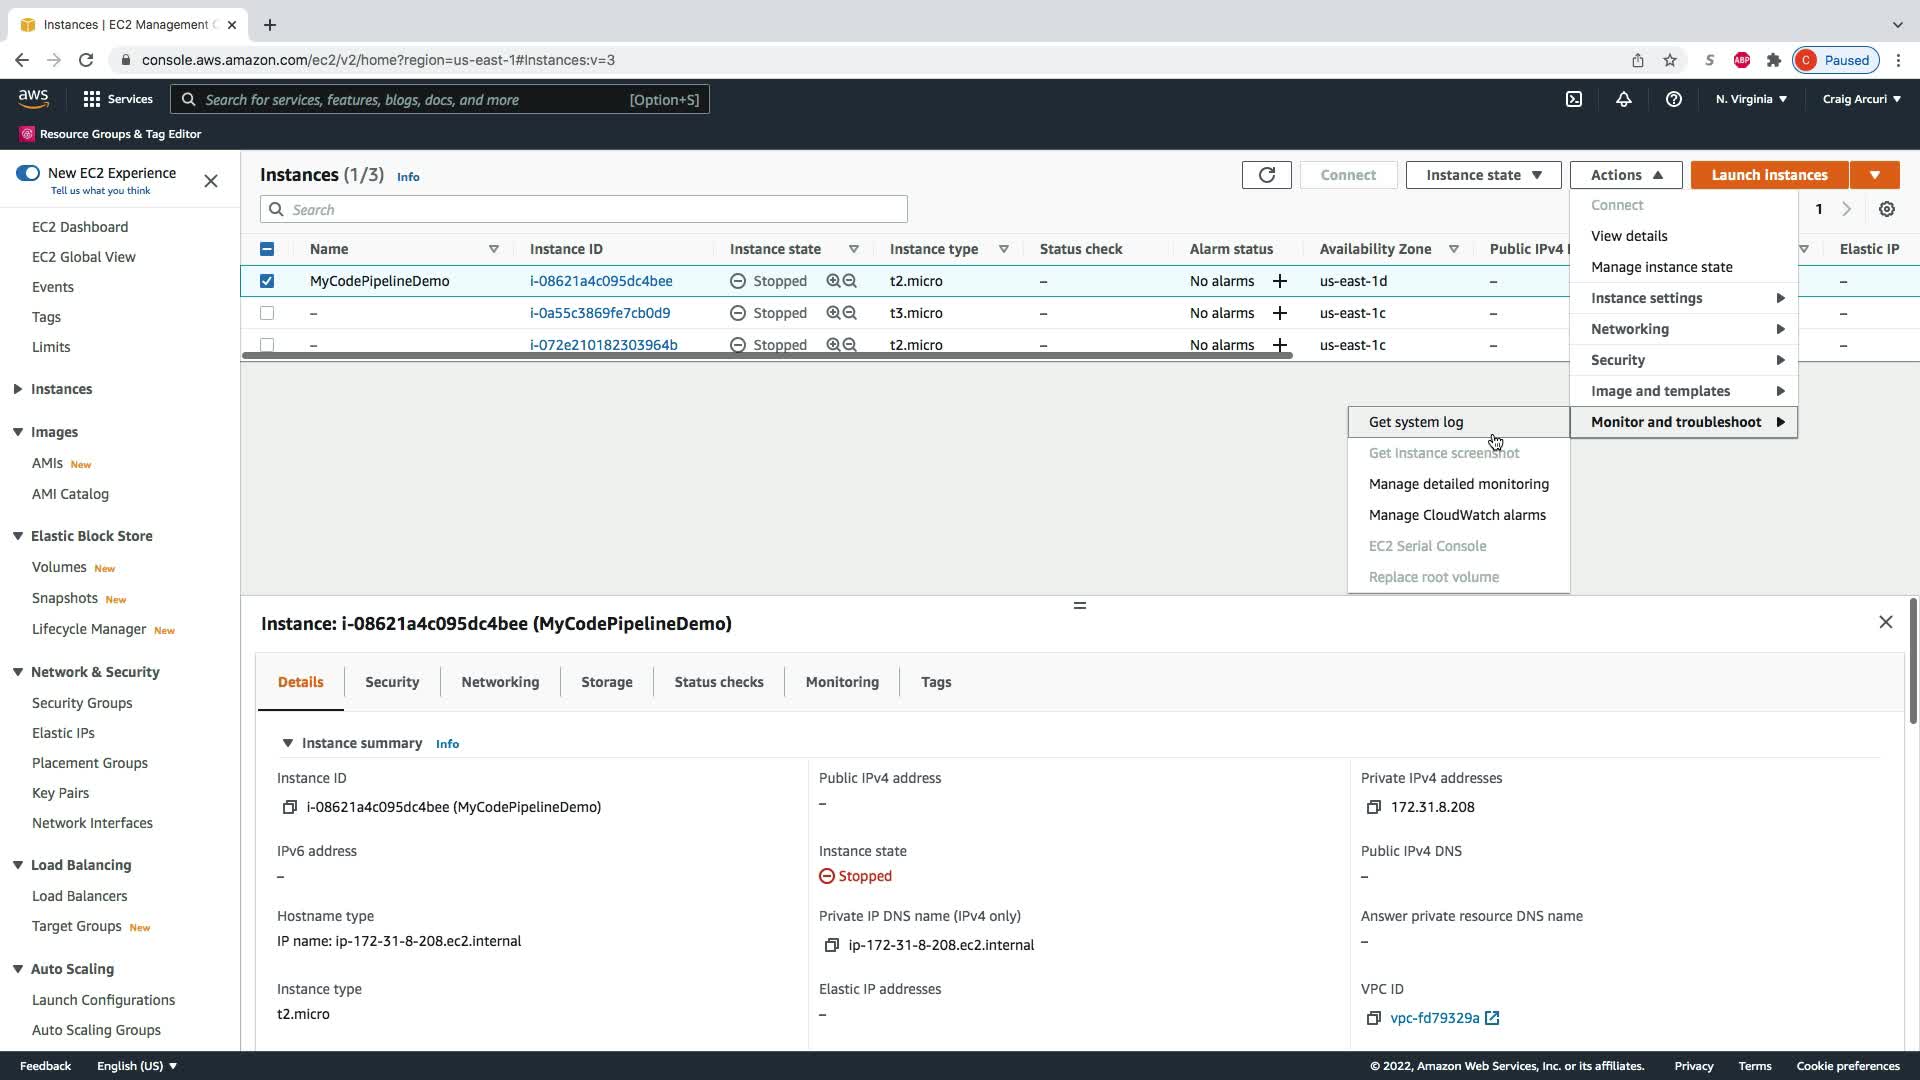 Instances | EC2 Management C
console.aws.amazon.com/ec2/v2/home?region=us-east-1#Instances:v=3
S
ABP
C Paused
aws
Services
Search for services, features, blogs, docs, and more [Option+S]
N. Virginia
Craig Arcuri
Resource Groups & Tag Editor
New EC2 Experience
Tell us what you think
EC2 Dashboard
EC2 Global View
Events
Tags
Limits
Instances
Images
AMIs New
AMI Catalog
Elastic Block Store
Volumes New
Snapshots New
Lifecycle Manager New
Network & Security
Security Groups
Elastic IPs
Placement Groups
Key Pairs
Network Interfaces
Load Balancing
Load Balancers
Target Groups New
Auto Scaling
Launch Configurations
Auto Scaling Groups
Instances (1/3) Info
Connect
Instance state
Actions
Launch instances
Search
1
Name Instance ID Instance state Instance type Status check Alarm status Availability Zone Public IPv4 Elastic IP
MyCodePipelineDemo i-08621a4c095dc4bee Stopped t2.micro – No alarms + us-east-1d – –
– i-0a55c3869fe7cb0d9 Stopped t3.micro – No alarms + us-east-1c – –
– i-072e210182303964b Stopped t2.micro – No alarms + us-east-1c – –
Connect
View details
Manage instance state
Instance settings
Networking
Security
Image and templates
Monitor and troubleshoot
Get system log
Get instance screenshot
Manage detailed monitoring
Manage CloudWatch alarms
EC2 Serial Console
Replace root volume
Instance: i-08621a4c095dc4bee (MyCodePipelineDemo)
Details Security Networking Storage Status checks Monitoring Tags
Instance summary Info
Instance ID
i-08621a4c095dc4bee (MyCodePipelineDemo)
Public IPv4 address
–
Private IPv4 addresses
172.31.8.208
IPv6 address
–
Instance state
Stopped
Public IPv4 DNS
–
Hostname type
IP name: ip-172-31-8-208.ec2.internal
Private IP DNS name (IPv4 only)
ip-172-31-8-208.ec2.internal
Answer private resource DNS name
–
Instance type
t2.micro
Elastic IP addresses
–
VPC ID
vpc-fd79329a
Feedback English (US)
© 2022, Amazon Web Services, Inc. or its affiliates. Privacy Terms Cookie preferences